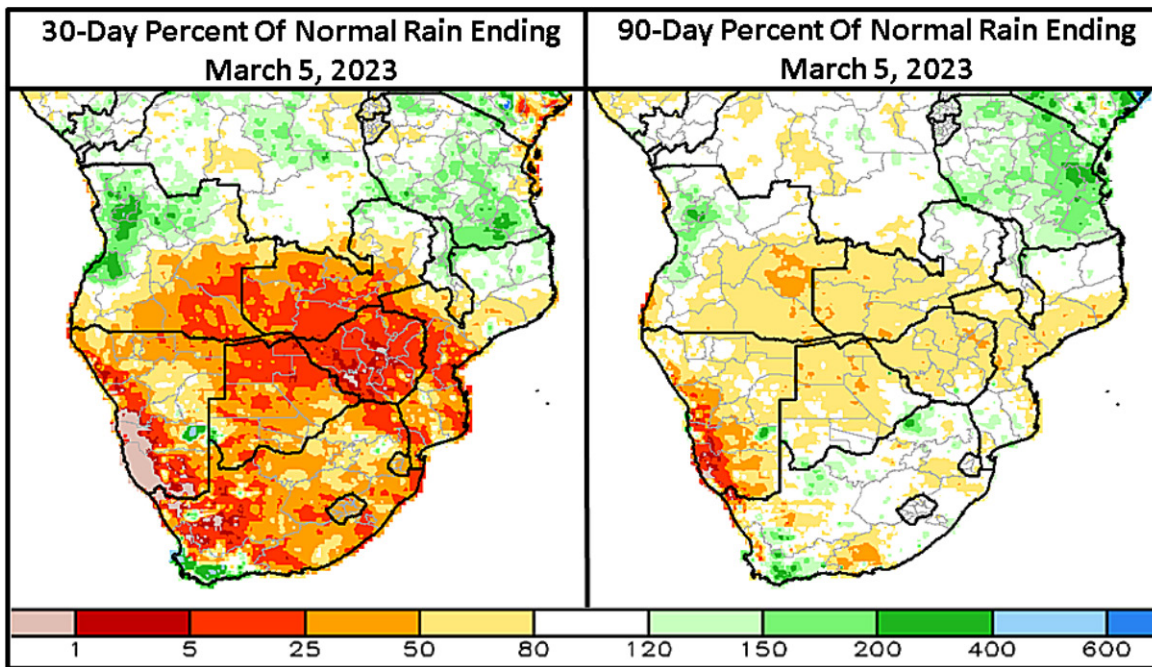 30-Day Percent Of Normal Rain Ending
March 5, 2023
90-Day Percent Of Normal Rain Ending
March 5, 2023
1 5 25 50 80 120 150 200 400 600